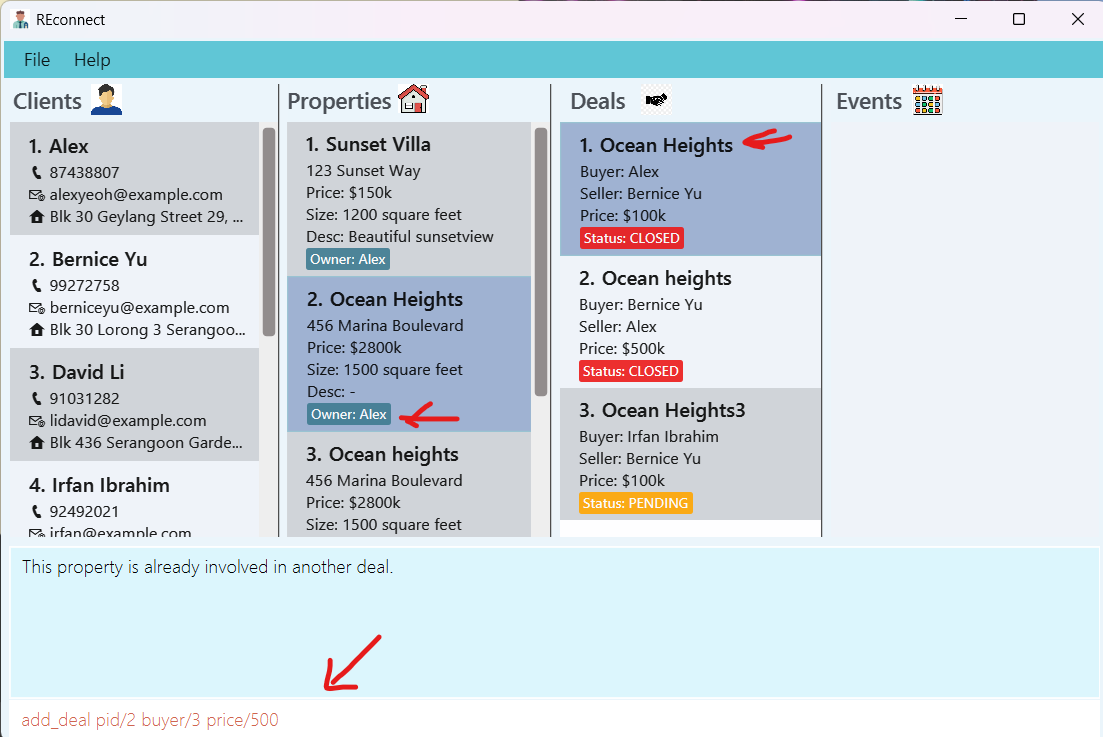 REconnect
File Help
Clients
1. Alex
87438807
alexyeoh@example.com
Blk 30 Geylang Street 29, ...
2. Bernice Yu
99272758
berniceyu@example.com
Blk 30 Lorong 3 Serangoo...
3. David Li
91031282
lidavid@example.com
Blk 436 Serangoon Garde...
4. Irfan Ibrahim
92492021
irfan@example.com
Properties
1. Sunset Villa
123 Sunset Way
Price: $150k
Size: 1200 square feet
Desc: Beautiful sunsetview
Owner: Alex
2. Ocean Heights
456 Marina Boulevard
Price: $2800k
Size: 1500 square feet
Desc: -
Owner: Alex
3. Ocean heights
456 Marina Boulevard
Price: $2800k
Size: 1500 square feet
Deals
1. Ocean Heights
Buyer: Alex
Seller: Bernice Yu
Price: $100k
Status: CLOSED
2. Ocean heights
Buyer: Bernice Yu
Seller: Alex
Price: $500k
Status: CLOSED
3. Ocean Heights3
Buyer: Irfan Ibrahim
Seller: Bernice Yu
Price: $100k
Status: PENDING
Events
This property is already involved in another deal.
add_deal pid/2 buyer/3 price/500